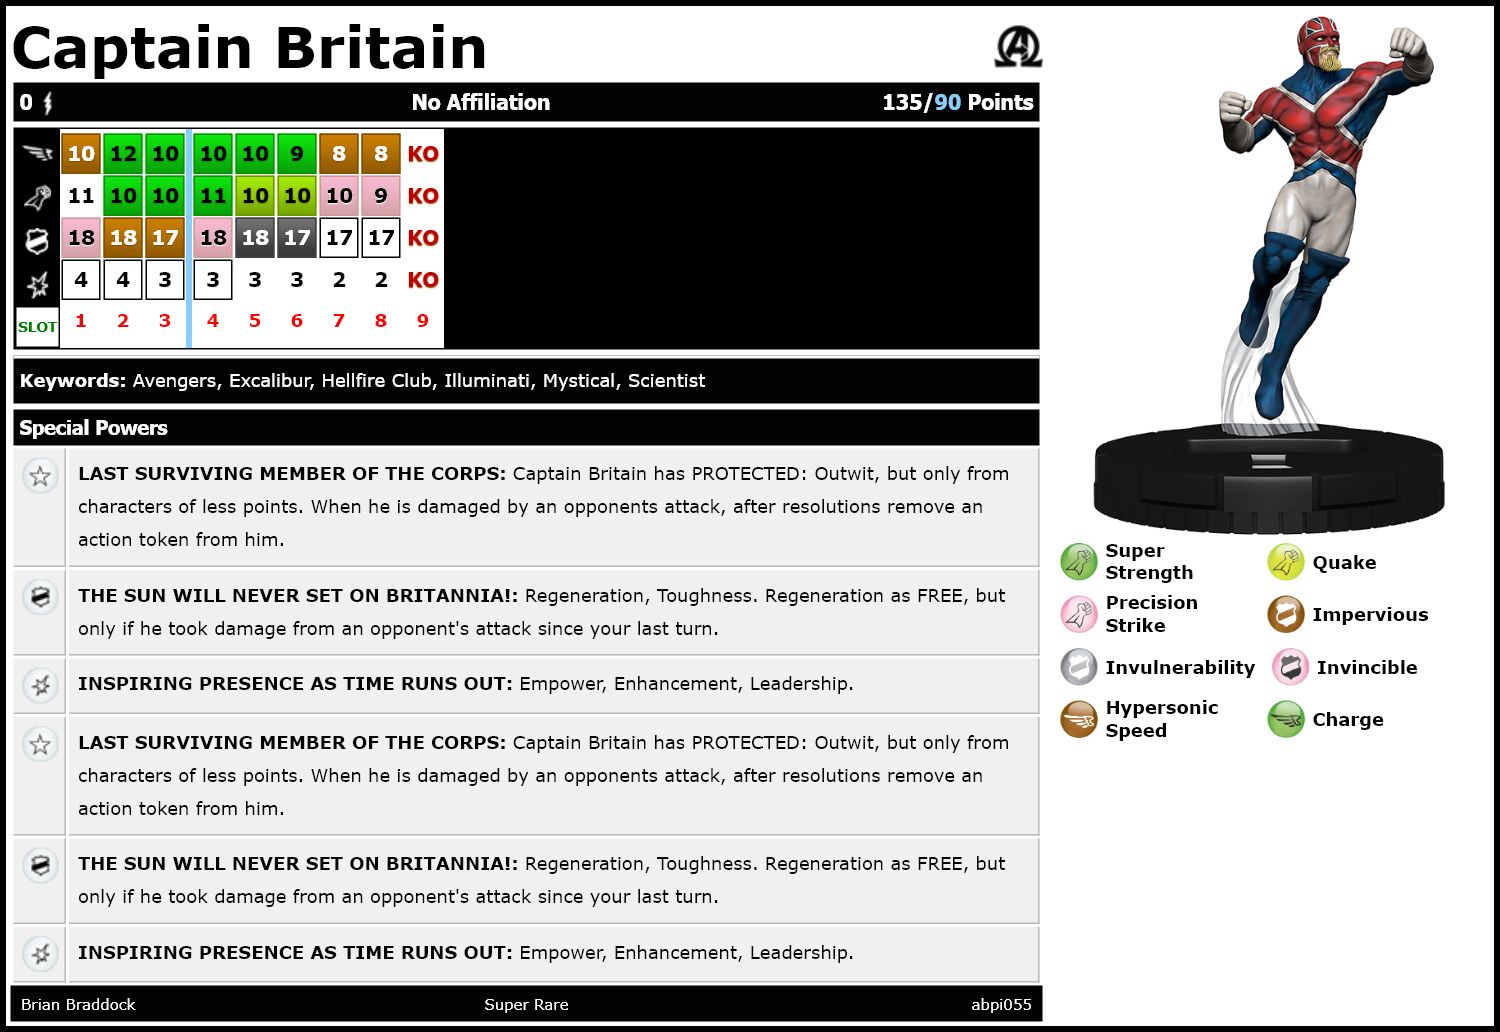 Captain Britain
0 No Affiliation 135/90 Points
10 12 10 10 10 9 8 8 KO
11 10 10 11 10 10 10 9 KO
18 18 17 18 18 17 17 17 KO
4 4 3 3 3 3 2 2 KO
SLOT 1 2 3 4 5 6 7 8 9
Keywords: Avengers, Excalibur, Hellfire Club, Illuminati, Mystical, Scientist
Special Powers
LAST SURVIVING MEMBER OF THE CORPS: Captain Britain has PROTECTED: Outwit, but only from
characters of less points. When he is damaged by an opponents attack, after resolutions remove an
action token from him.
THE SUN WILL NEVER SET ON BRITANNIA!: Regeneration, Toughness. Regeneration as FREE, but
only if he took damage from an opponent's attack since your last turn.
INSPIRING PRESENCE AS TIME RUNS OUT: Empower, Enhancement, Leadership.
LAST SURVIVING MEMBER OF THE CORPS: Captain Britain has PROTECTED: Outwit, but only from
characters of less points. When he is damaged by an opponents attack, after resolutions remove an
action token from him.
THE SUN WILL NEVER SET ON BRITANNIA!: Regeneration, Toughness. Regeneration as FREE, but
only if he took damage from an opponent's attack since your last turn.
INSPIRING PRESENCE AS TIME RUNS OUT: Empower, Enhancement, Leadership.
Brian Braddock Super Rare abpi055
Super
Strength
Quake
Precision
Strike
Impervious
Invulnerability
Invincible
Hypersonic
Speed
Charge